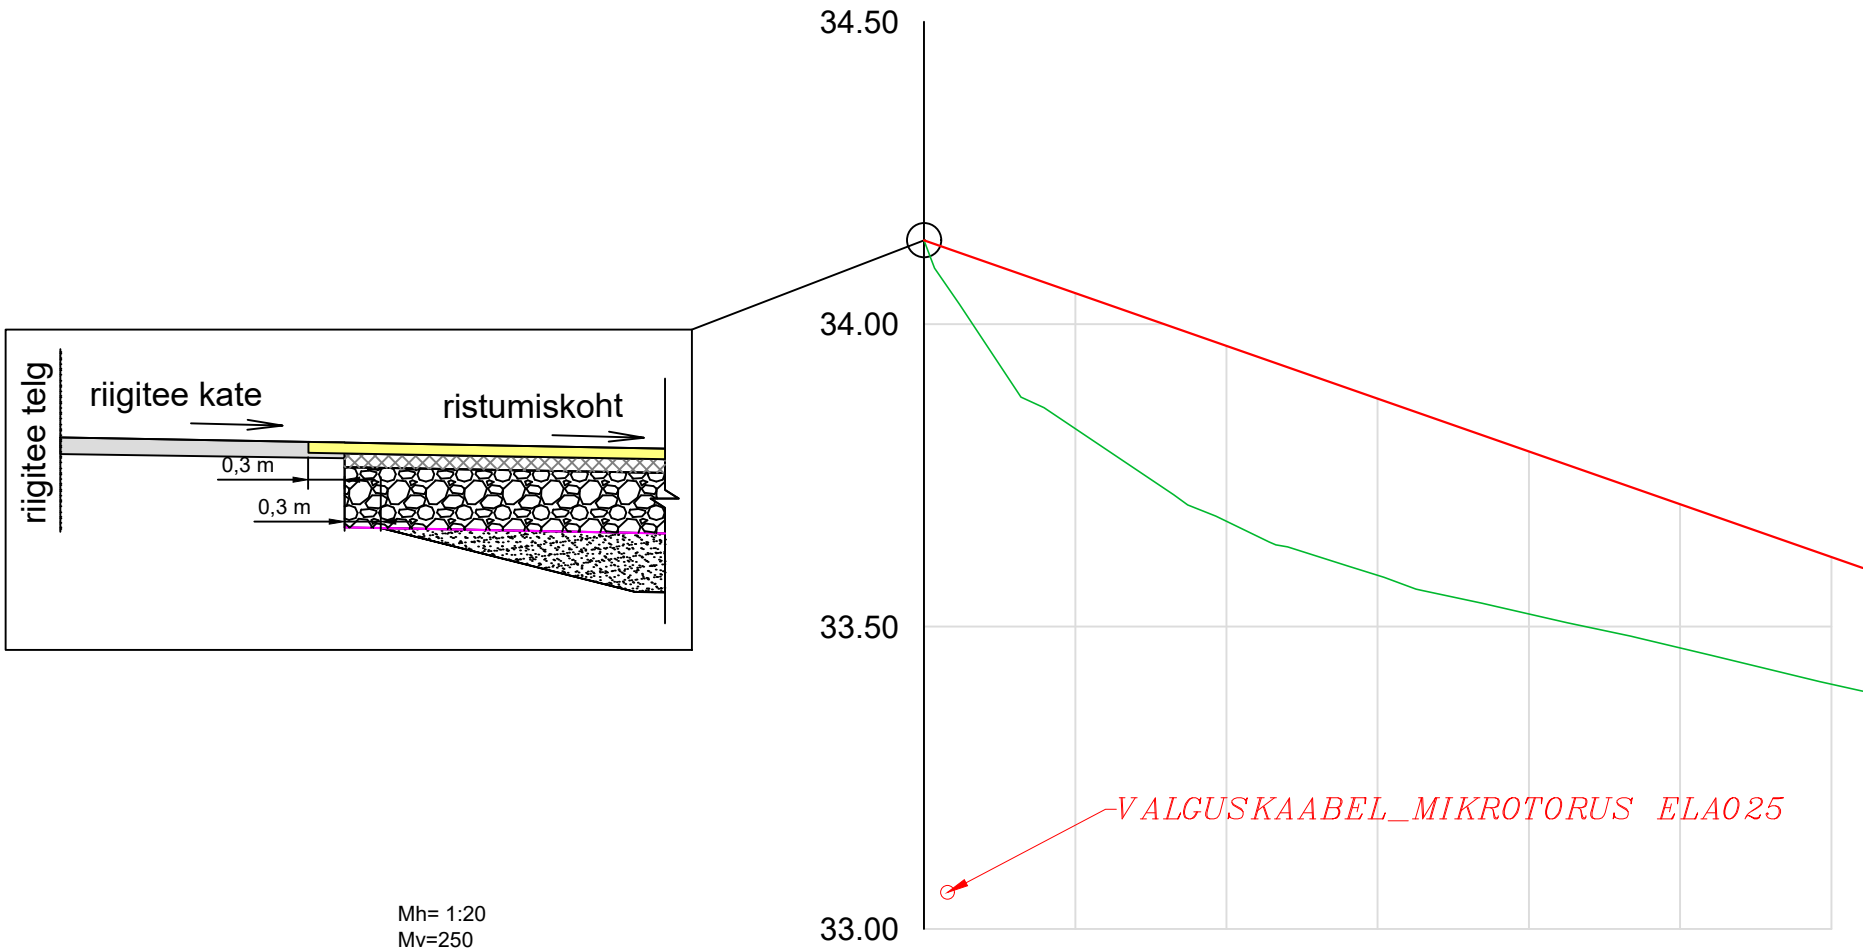 34.50
34.00
33.50
33.00
riigitee telg
riigitee kate
ristumiskoht
0,3 m
0,3 m
VALGUSKAABEL_MIKROTORUS ELA025
Mh= 1:20
Mv=250